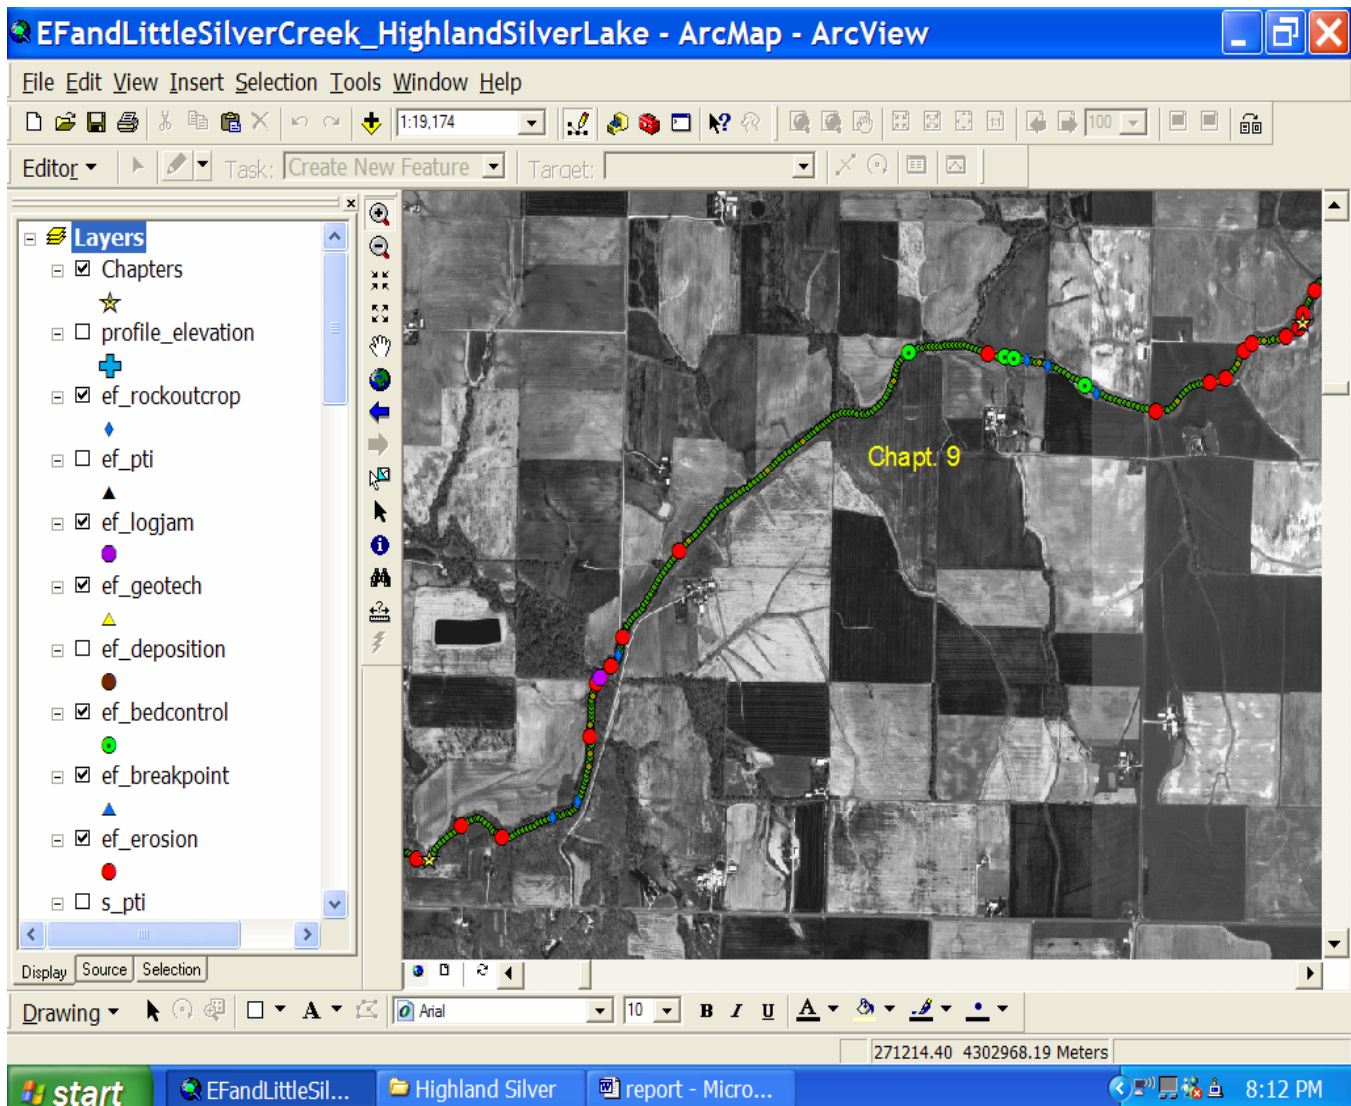 EFandLittleSilverCreek_HighlandSilverLake - ArcMap - ArcView
File Edit View Insert Selection Tools Window Help
1:19,174
100
Editor Task: Create New Feature Target:
Layers
Chapters
profile_elevation
ef_rockoutcrop
ef_pti
ef_logjam
ef_geotech
ef_deposition
ef_bedcontrol
ef_breakpoint
ef_erosion
s_pti
Chapt. 9
Display Source Selection
Drawing A Arial 10 B I U A
271214.40 4302968.19 Meters
start EFandLittleSil... Highland Silver report - Micro... 8:12 PM